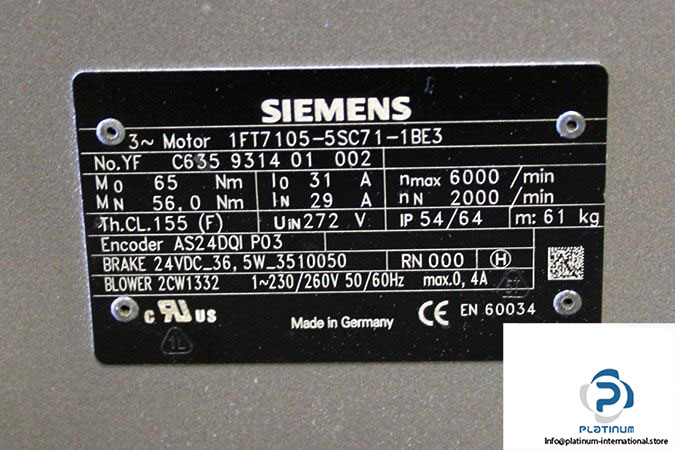 SIEMENS
3~ Motor 1FT7105-5SC71-1BE3
No.YF C635 9314 01 002
M0 65 Nm I0 31 A nmax 6000 /min
MN 56,0 Nm IN 29 A nN 2000 /min
Th.CL.155 (F) UIN 272 V IP 54/64 m: 61 kg
Encoder AS24DQI P03
BRAKE 24VDC_36,5W_3510050 RN 000 H
BLOWER 2CW1332 1~230/260V 50/60Hz max.0,4A
c RU US Made in Germany CE EN 60034
PLATINUM
Info@platinum-international.store